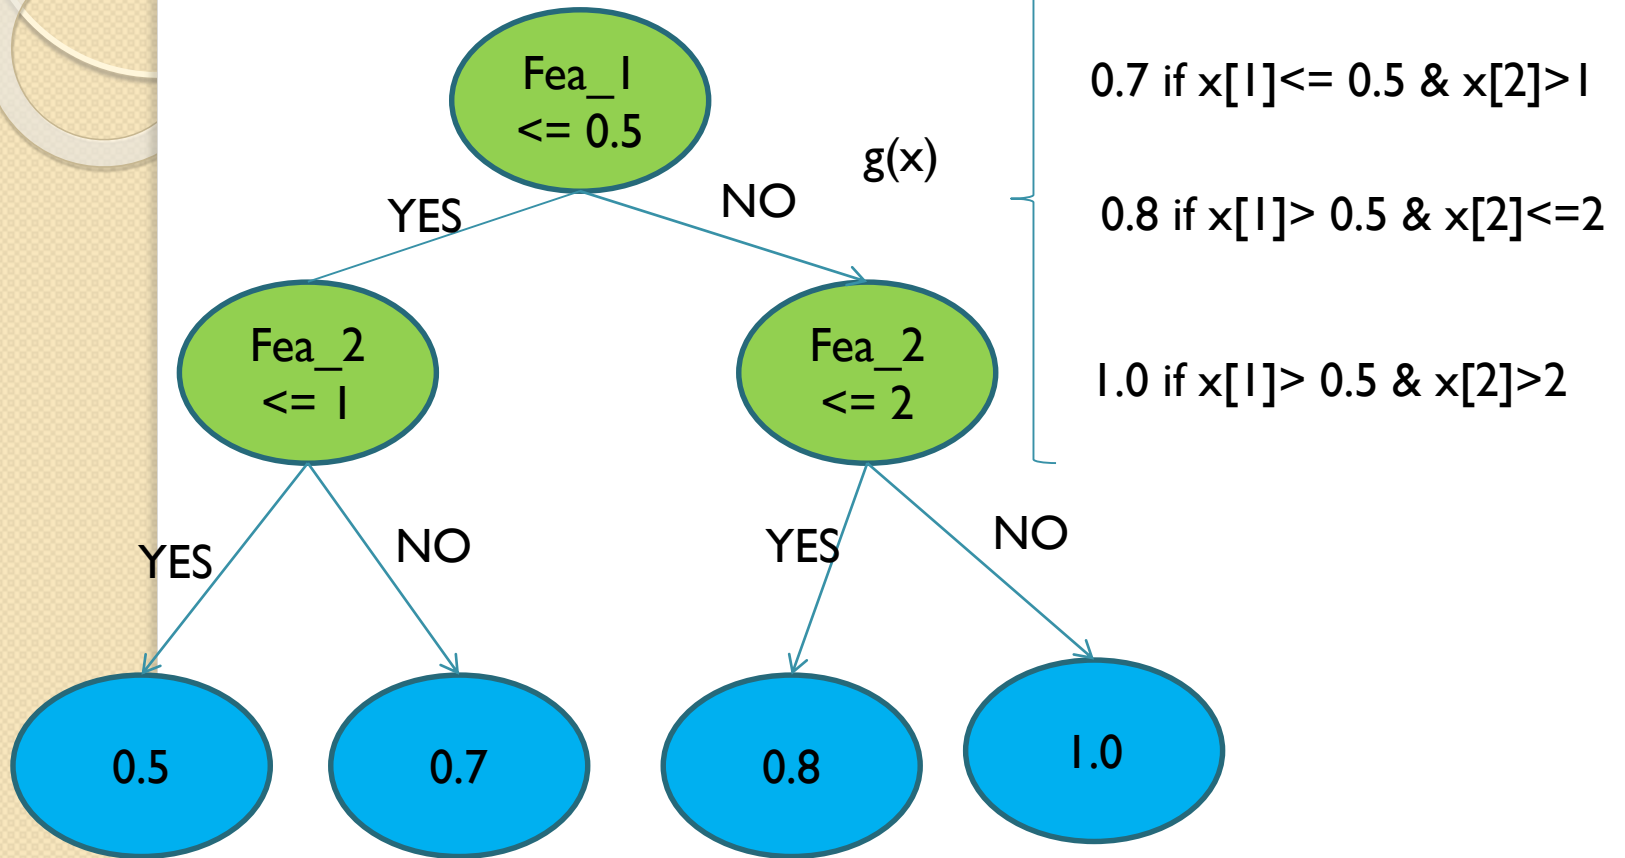 Fea_1
<= 0.5
g(x)
0.7 if x[1]<= 0.5 & x[2]>1
YES
NO
0.8 if x[1]> 0.5 & x[2]<=2
Fea_2
<= 1
Fea_2
<= 2
1.0 if x[1]> 0.5 & x[2]>2
YES
NO
YES
NO
0.5
0.7
0.8
1.0